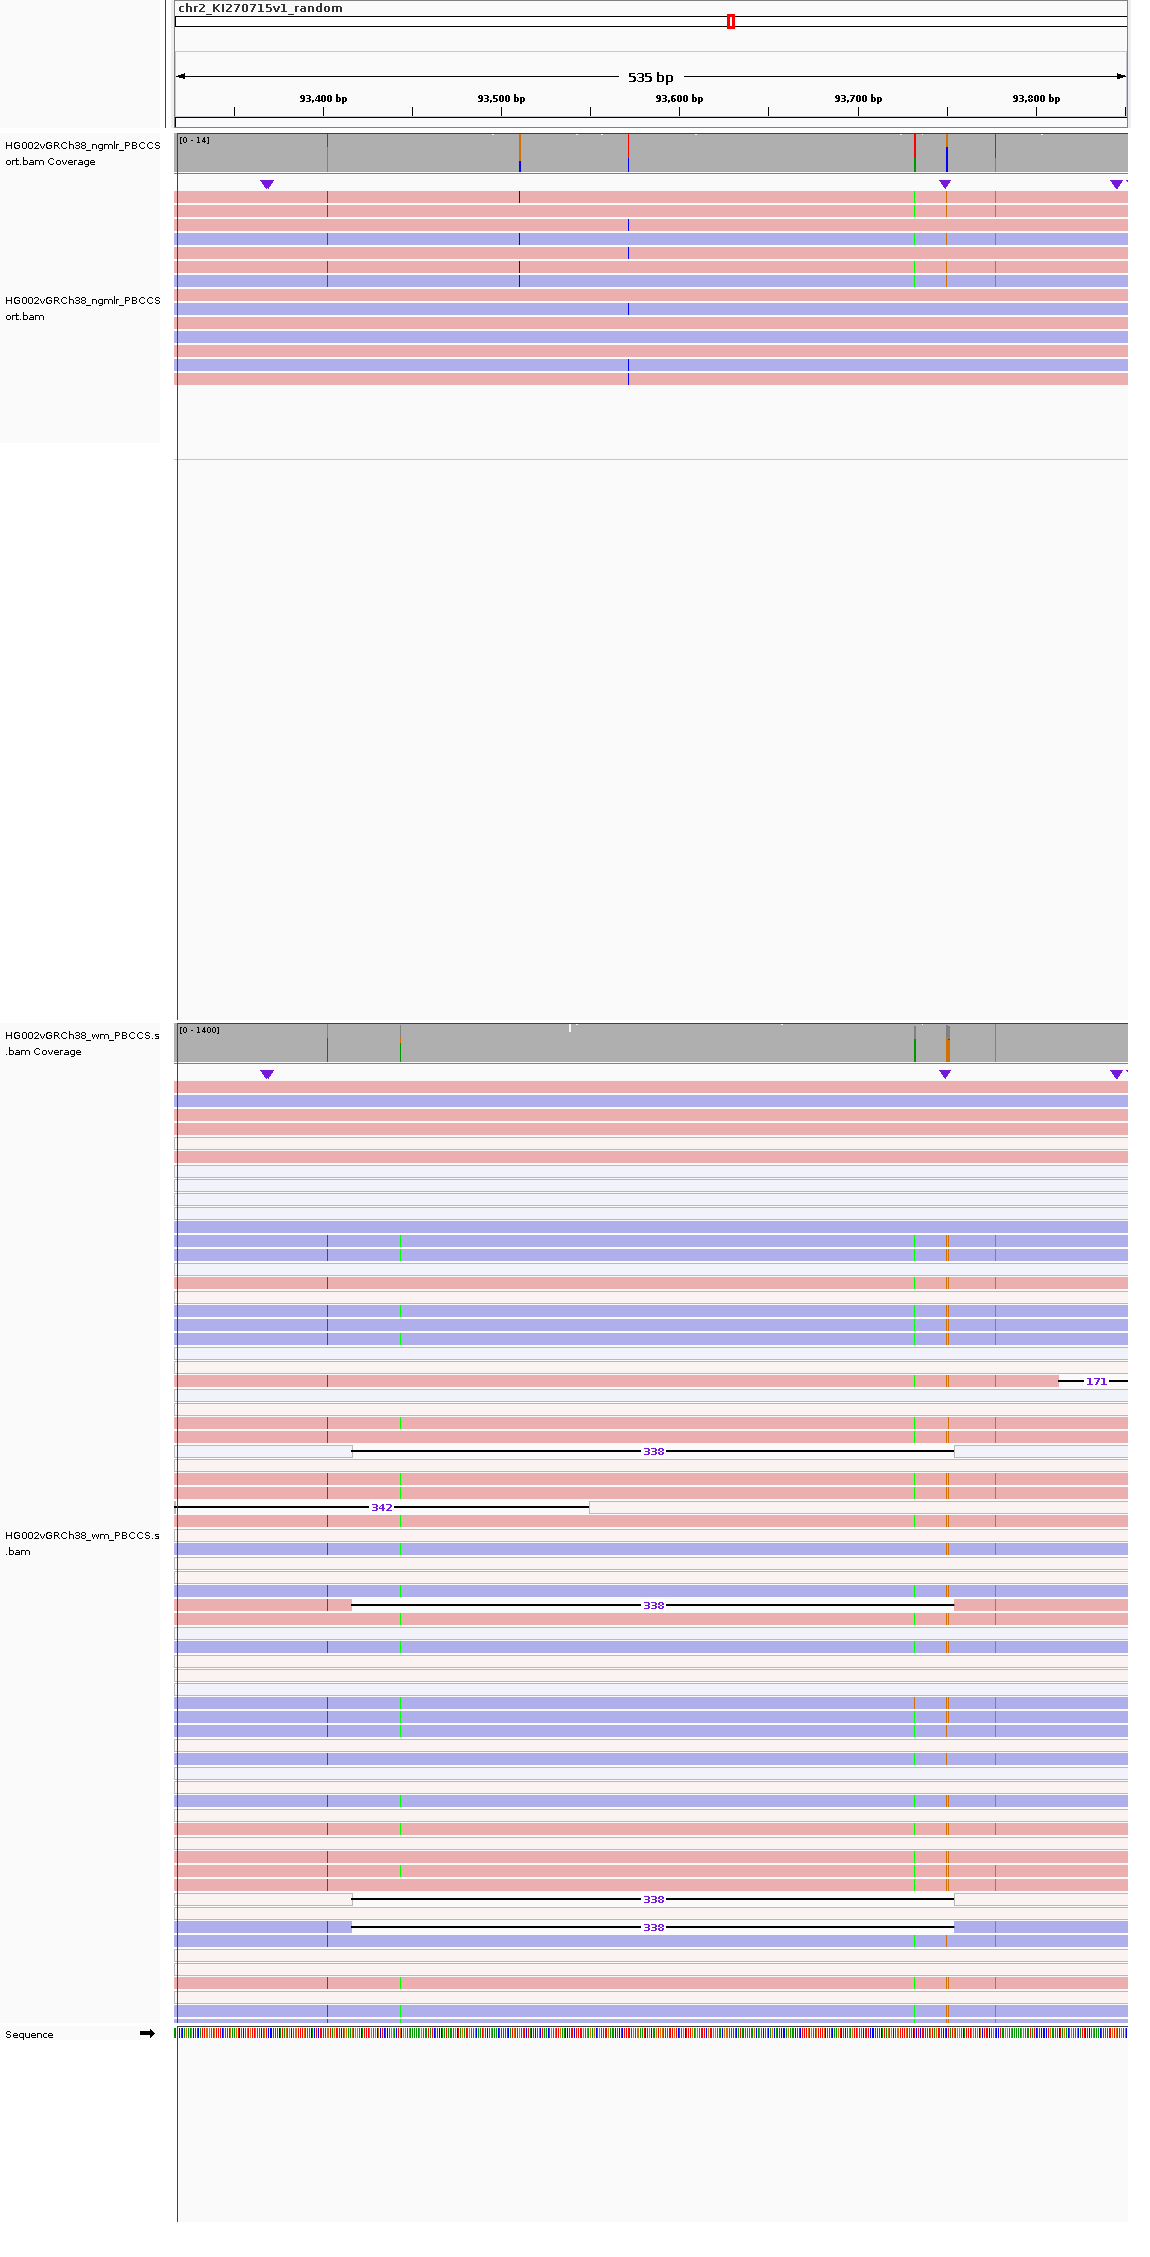 chr2_KI270715v1_random
535 bp
93,400 bp 93,500 bp 93,600 bp 93,700 bp 93,800 bp
HG002vGRCh38_ngmlr_PBCCS
ort.bam Coverage
[0 - 14]
HG002vGRCh38_ngmlr_PBCCS
ort.bam
HG002vGRCh38_wm_PBCCS.s
.bam Coverage
[0 - 1400]
171
338
342
HG002vGRCh38_wm_PBCCS.s
.bam
338
338
338
Sequence